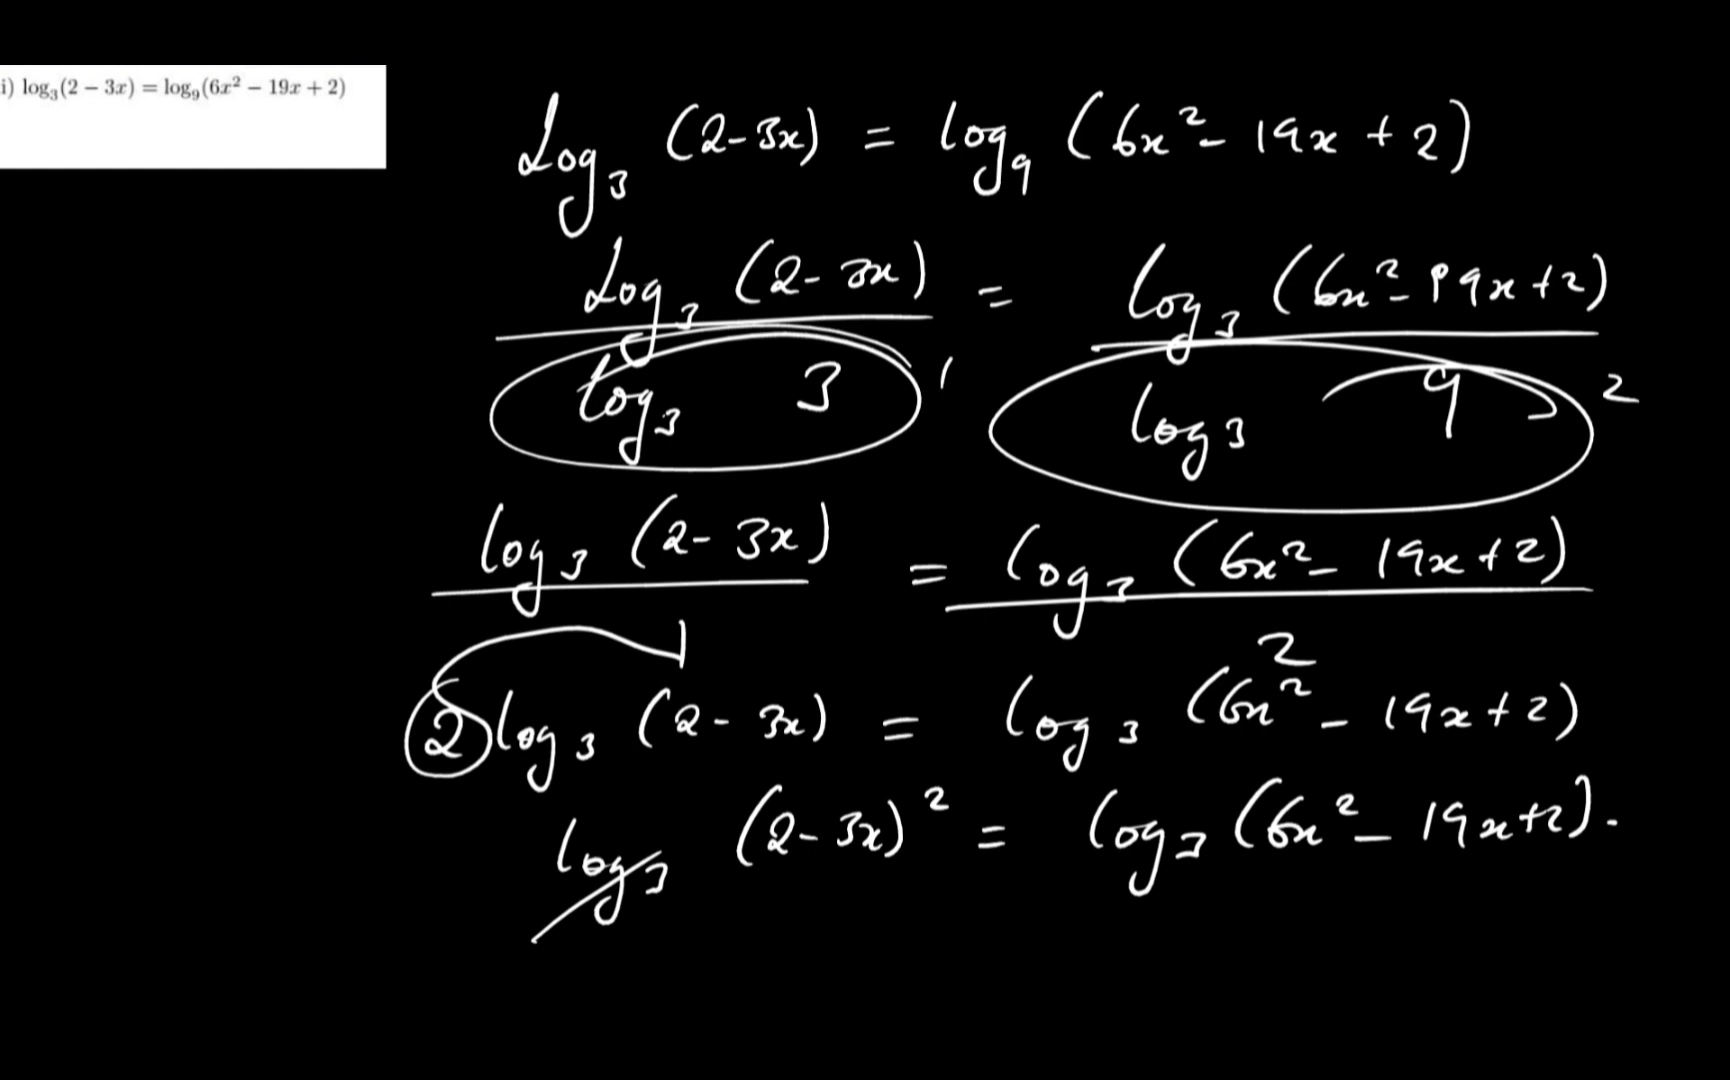 i) log₃(2 − 3x) = log₉(6x² − 19x + 2)
Log₃ (2-3x) = log₉ (6x² - 19x + 2)
Log₃ (2-3x) = log₃ (6x² - 19x + 2)
log₃ 3 1 log₃ 9 2
log₃ (2- 3x) = log₃ (6x² - 19x + 2)
1 2
2 log₃ (2- 3x) = log₃ (6x² - 19x + 2)
log₃ (2- 3x)² = log₃ (6x² - 19x+2).